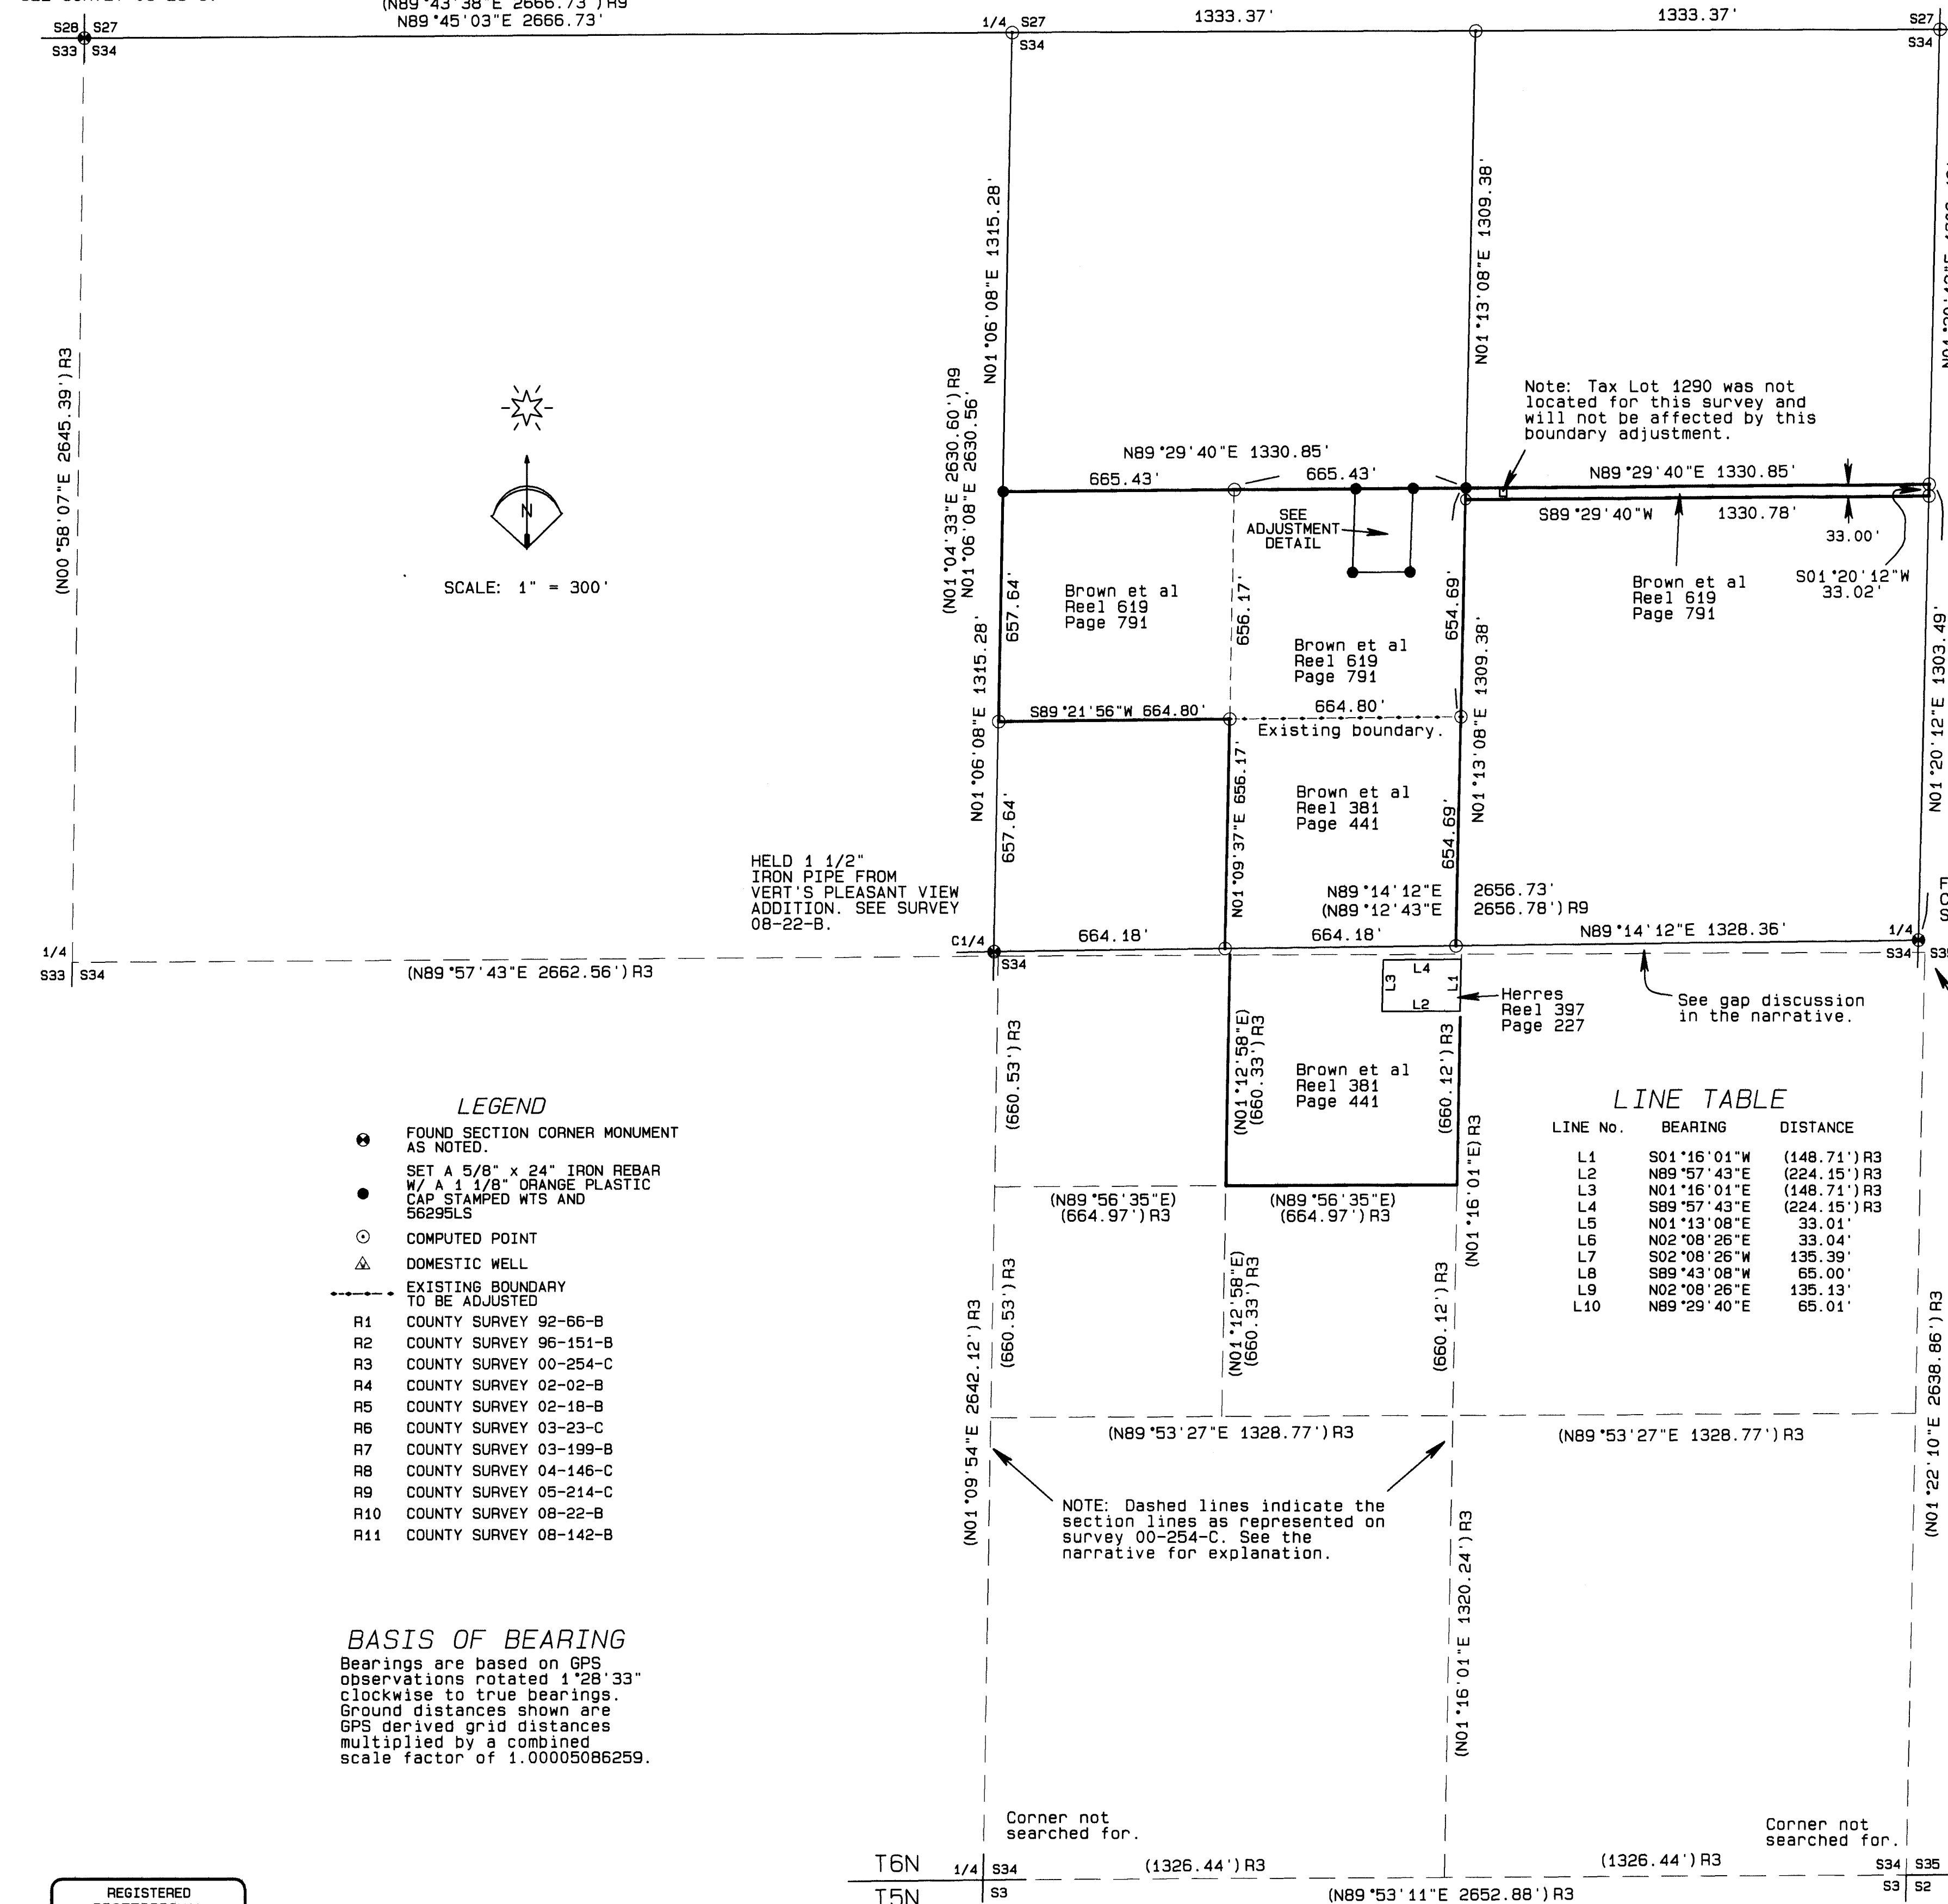 (N89°43'38"E 2666.73')R9
N89°45'03"E 2666.73'
S28 S27
S33 S34
1/4 S27
S34
1333.37'
1333.37'
S27
S34
(N00°58'07"E 2645.39')R3
N01°06'08"E 1315.28'
N01°13'08"E 1309.38'
(N01°04'33"E 2630.60')R9
N01°06'08"E 2630.56'
SCALE: 1" = 300'
N
Note: Tax Lot 1290 was not
located for this survey and
will not be affected by this
boundary adjustment.
N89°29'40"E 1330.85'
665.43'
665.43'
N89°29'40"E 1330.85'
S89°29'40"W 1330.78'
33.00'
S01°20'12"W
33.02'
SEE
ADJUSTMENT
DETAIL
Brown et al
Reel 619
Page 791
Brown et al
Reel 619
Page 791
Brown et al
Reel 619
Page 791
657.64'
656.17'
654.69'
N01°06'08"E 1315.28'
N01°13'08"E 1309.38'
N01°20'12"E 1303.49'
S89°21'56"W 664.80'
664.80'
Existing boundary.
657.64'
N01°09'37"E 656.17'
654.69'
Brown et al
Reel 381
Page 441
HELD 1 1/2"
IRON PIPE FROM
VERT'S PLEASANT VIEW
ADDITION. SEE SURVEY
08-22-B.
N89°14'12"E 2656.73'
(N89°12'43"E 2656.78')R9
C1/4
S34
664.18'
664.18'
N89°14'12"E 1328.36'
1/4
S34
1/4
S33 S34
(N89°57'43"E 2662.56')R3
L4
L3
L1
L2
Herres
Reel 397
Page 227
See gap discussion
in the narrative.
(660.53')R3
(N01°12'58"E)
(660.33')R3
(660.12')R3
Brown et al
Reel 381
Page 441
(N01°16'01"E)R3
(N89°56'35"E)
(664.97')R3
(N89°56'35"E)
(664.97')R3
LEGEND
FOUND SECTION CORNER MONUMENT
AS NOTED.
SET A 5/8" x 24" IRON REBAR
W/ A 1 1/8" ORANGE PLASTIC
CAP STAMPED WTS AND
56295LS
COMPUTED POINT
DOMESTIC WELL
EXISTING BOUNDARY
TO BE ADJUSTED
R1 COUNTY SURVEY 92-66-B
R2 COUNTY SURVEY 96-151-B
R3 COUNTY SURVEY 00-254-C
R4 COUNTY SURVEY 02-02-B
R5 COUNTY SURVEY 02-18-B
R6 COUNTY SURVEY 03-23-C
R7 COUNTY SURVEY 03-199-B
R8 COUNTY SURVEY 04-146-C
R9 COUNTY SURVEY 05-214-C
R10 COUNTY SURVEY 08-22-B
R11 COUNTY SURVEY 08-142-B
LINE TABLE
LINE No. BEARING DISTANCE
L1 S01°16'01"W (148.71')R3
L2 N89°57'43"E (224.15')R3
L3 N01°16'01"E (148.71')R3
L4 S89°57'43"E (224.15')R3
L5 N01°13'08"E 33.01'
L6 N02°08'26"E 33.04'
L7 S02°08'26"W 135.39'
L8 S89°43'08"W 65.00'
L9 N02°08'26"E 135.13'
L10 N89°29'40"E 65.01'
(N01°09'54"E 2642.12')R3
(660.53')R3
(N01°12'58"E)
(660.33')R3
(660.12')R3
(N01°22'10"E 2638.86')R3
(N89°53'27"E 1328.77')R3
(N89°53'27"E 1328.77')R3
NOTE: Dashed lines indicate the
section lines as represented on
survey 00-254-C. See the
narrative for explanation.
(N01°16'01"E 1320.24')R3
BASIS OF BEARING
Bearings are based on GPS
observations rotated 1°28'33"
clockwise to true bearings.
Ground distances shown are
GPS derived grid distances
multiplied by a combined
scale factor of 1.00005086259.
Corner not
searched for.
Corner not
searched for.
T6N 1/4 S34
(1326.44')R3
(1326.44')R3
S34 S35
T5N S3
S3 S2
(N89°53'11"E 2652.88')R3
REGISTERED